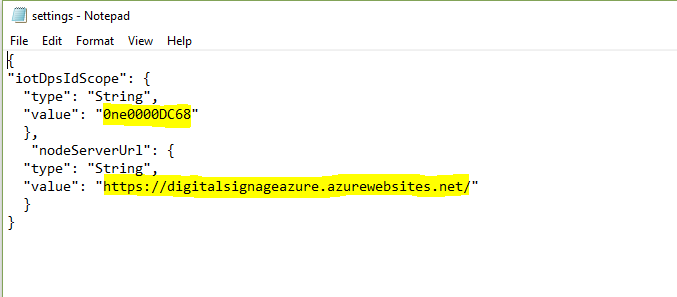 settings - Notepad
File Edit Format View Help
{
"iotDpsIdScope": {
"type": "String",
"value": "0ne0000DC68"
},
"nodeServerUrl": {
"type": "String",
"value": "https://digitalsignageazure.azurewebsites.net/"
}
}